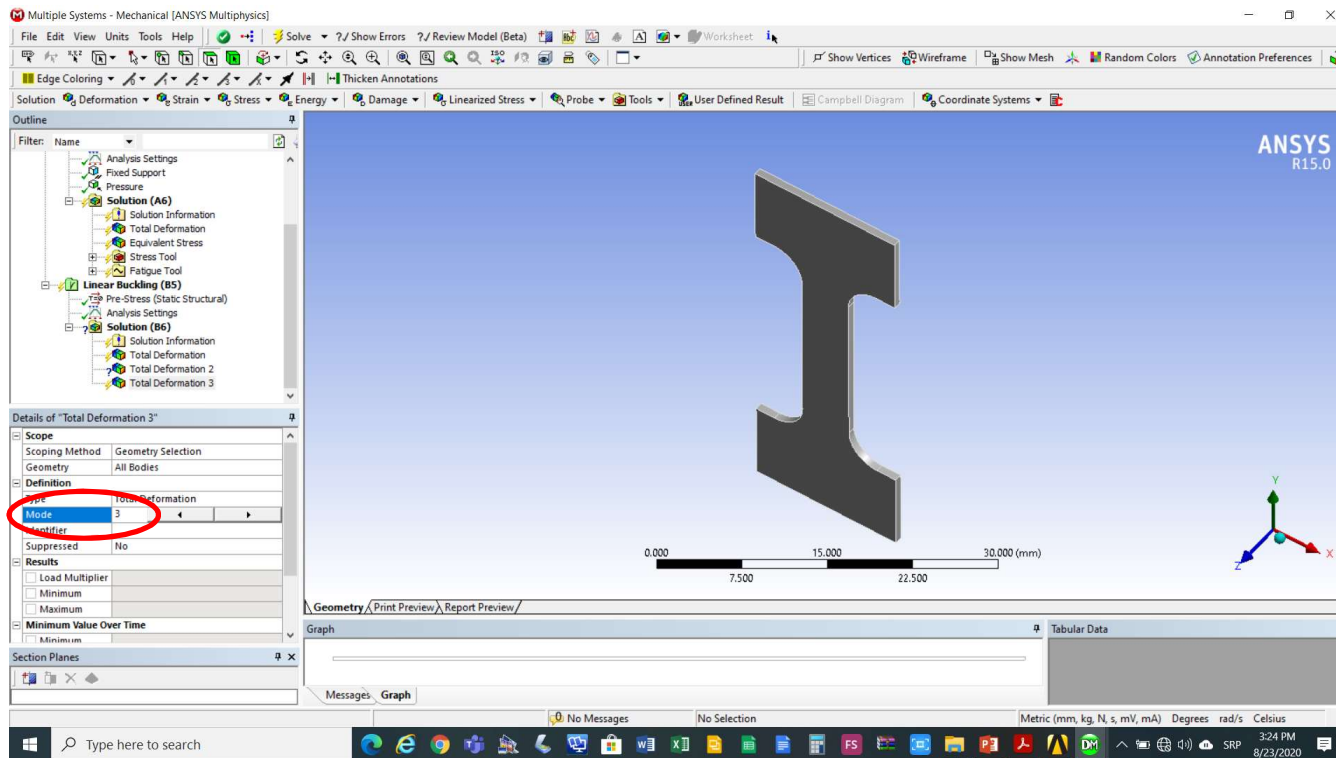 Multiple Systems - Mechanical [ANSYS Multiphysics]
File Edit View Units Tools Help Solve ?/ Show Errors ?/ Review Model (Beta) Worksheet
Show Vertices Wireframe Show Mesh Random Colors Annotation Preferences
Edge Coloring Thicken Annotations
Solution Deformation Strain Stress Energy Damage Linearized Stress Probe Tools User Defined Result Campbell Diagram Coordinate Systems
Outline
Filter: Name
Analysis Settings
Fixed Support
Pressure
Solution (A6)
Solution Information
Total Deformation
Equivalent Stress
Stress Tool
Fatigue Tool
Linear Buckling (B5)
Pre-Stress (Static Structural)
Analysis Settings
Solution (B6)
Solution Information
Total Deformation
Total Deformation 2
Total Deformation 3
Details of "Total Deformation 3"
Scope
Scoping Method Geometry Selection
Geometry All Bodies
Definition
Type Total Deformation
Mode 3
Identifier
Suppressed No
Results
Load Multiplier
Minimum
Maximum
Minimum Value Over Time
Minimum
Section Planes
ANSYS
R15.0
0.000 15.000 30.000 (mm)
7.500 22.500
Y
X
Z
Geometry Print Preview Report Preview
Graph
Tabular Data
Messages Graph
0 No Messages No Selection Metric (mm, kg, N, s, mV, mA) Degrees rad/s Celsius
Type here to search
FS
DM
SRP
3:24 PM
8/23/2020